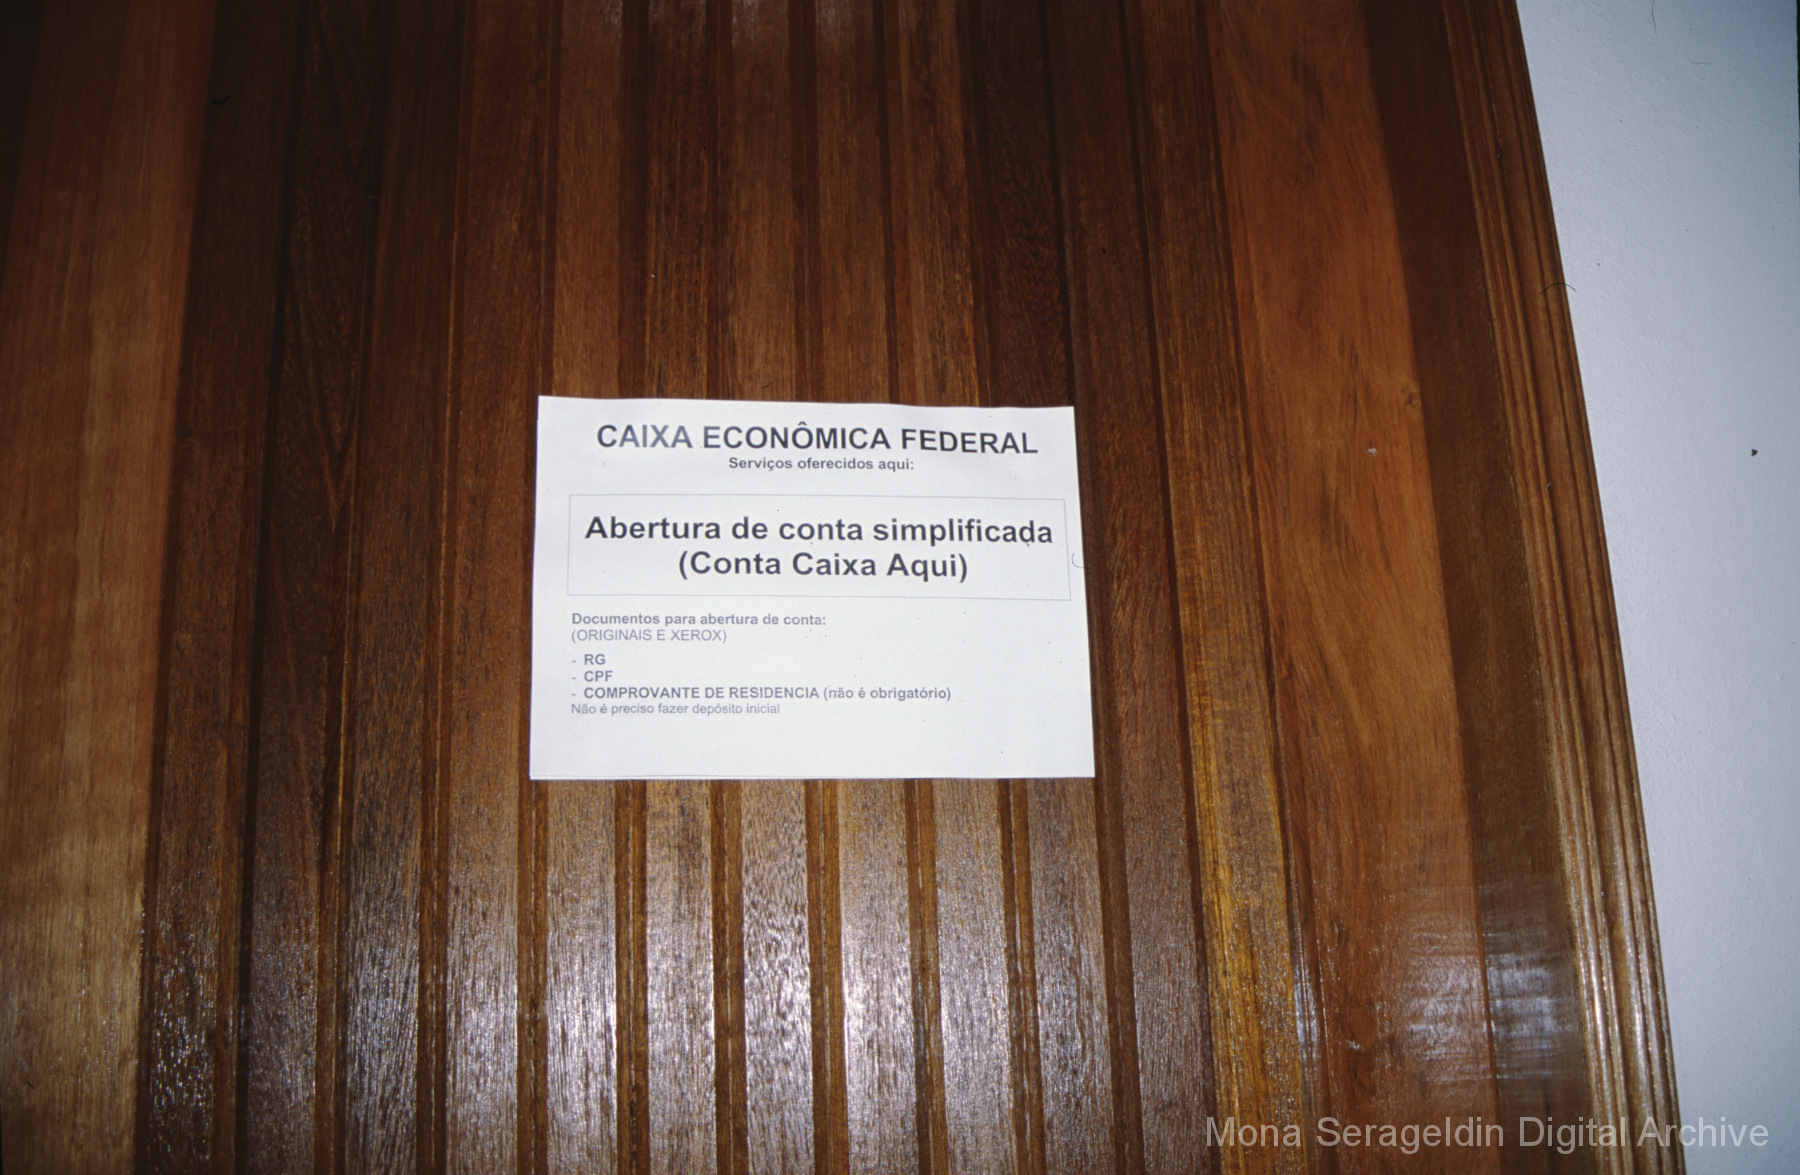 CAIXA ECONÔMICA FEDERAL
Serviços oferecidos aqui:
Abertura de conta simplificada
(Conta Caixa Aqui)
Documentos para abertura de conta:
(ORIGINAIS E XEROX)
- RG
- CPF
- COMPROVANTE DE RESIDENCIA (não é obrigatório)
Não é preciso fazer depósito inicial
Mona Serageldin Digital Archive